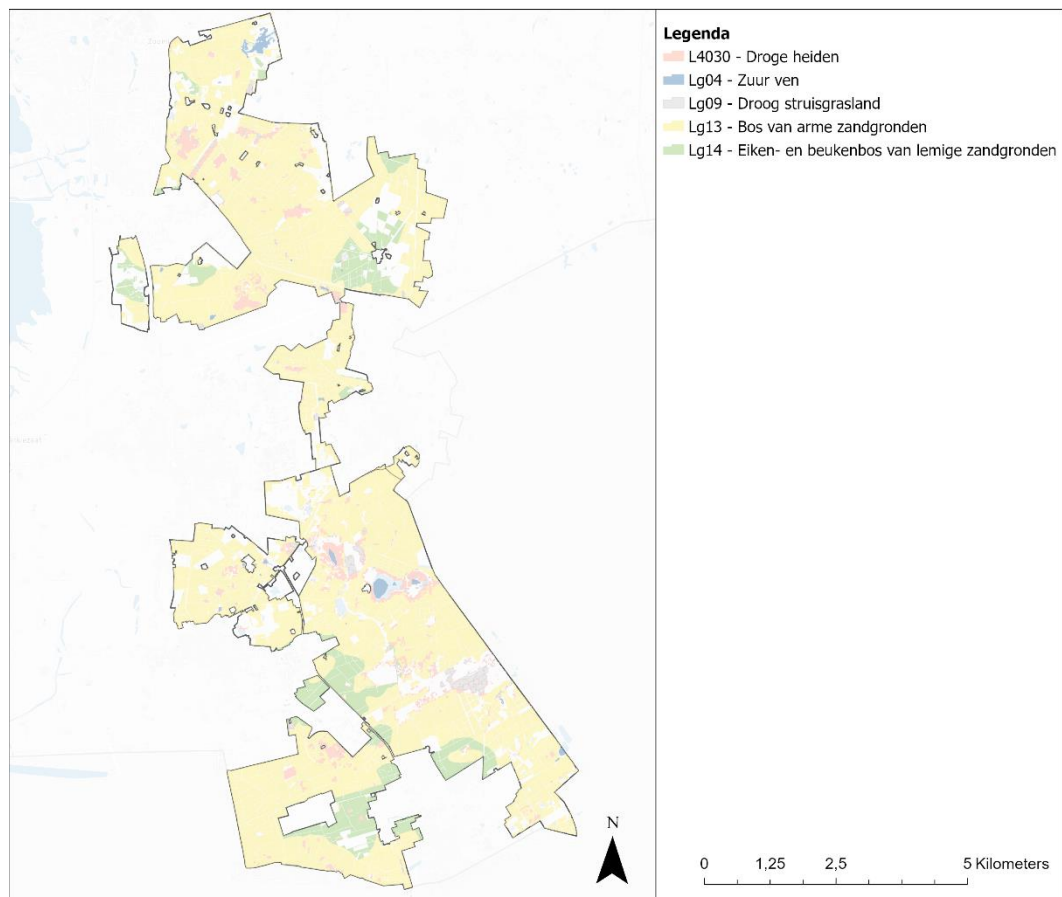 Legenda
L4030 - Droge heiden
Lg04 - Zuur ven
Lg09 - Droog struisgrasland
Lg13 - Bos van arme zandgronden
Lg14 - Eiken- en beukenbos van lemige zandgronden
N
0 1,25 2,5 5 Kilometers